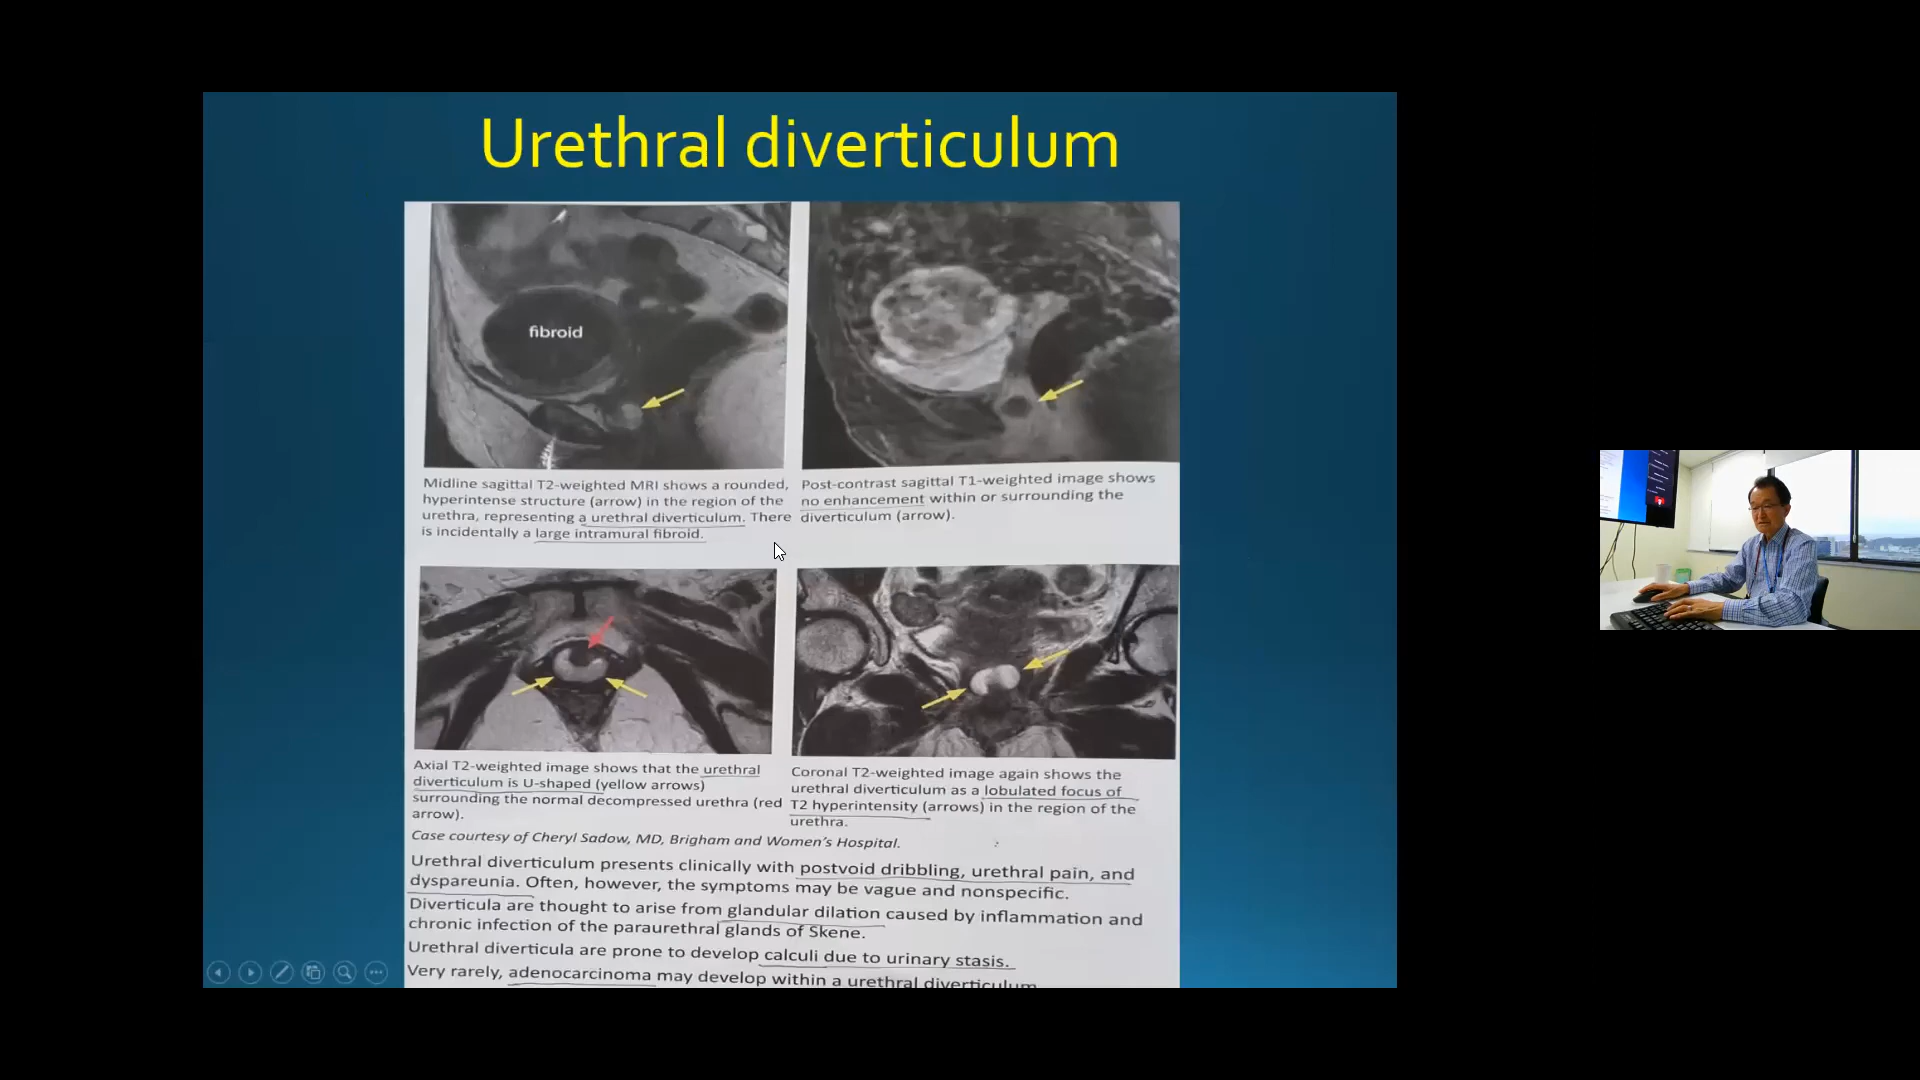 Urethral diverticulum
fibroid
Midline sagittal T2-weighted MRI shows a rounded,
hyperintense structure (arrow) in the region of the
urethra, representing a urethral diverticulum. There
is incidentally a large intramural fibroid.
Post-contrast sagittal T1-weighted image shows
no enhancement within or surrounding the
diverticulum (arrow).
Axial T2-weighted image shows that the urethral
diverticulum is U-shaped (yellow arrows)
surrounding the normal decompressed urethra (red
arrow).
Coronal T2-weighted image again shows the
urethral diverticulum as a lobulated focus of
T2 hyperintensity (arrows) in the region of the
urethra.
Case courtesy of Cheryl Sadow, MD, Brigham and Women's Hospital.
Urethral diverticulum presents clinically with postvoid dribbling, urethral pain, and
dyspareunia. Often, however, the symptoms may be vague and nonspecific.
Diverticula are thought to arise from glandular dilation caused by inflammation and
chronic infection of the paraurethral glands of Skene.
Urethral diverticula are prone to develop calculi due to urinary stasis.
Very rarely, adenocarcinoma may develop within a urethral diverticulum